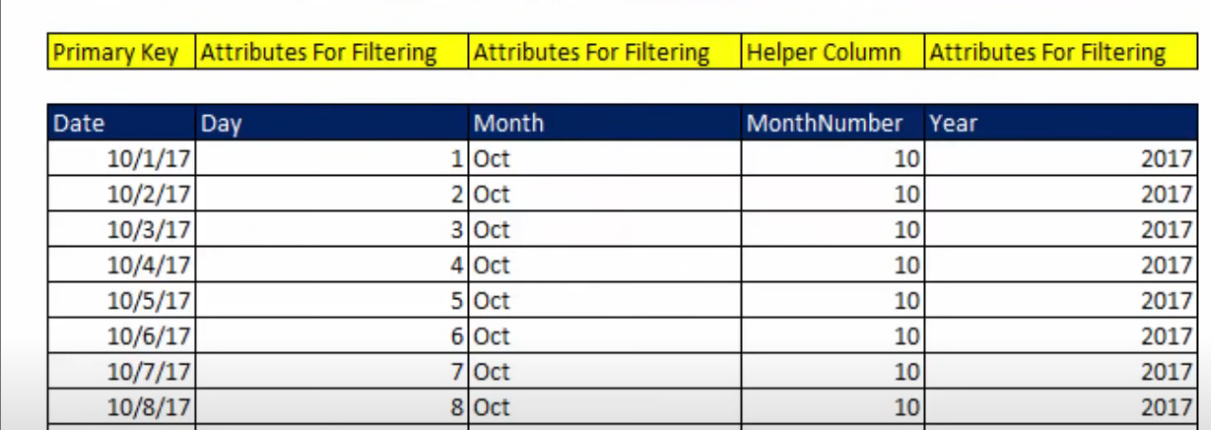 Primary Key Attributes For Filtering Attributes For Filtering Helper Column Attributes For Filtering
Date Day Month MonthNumber Year
10/1/17 1 Oct 10 2017
10/2/17 2 Oct 10 2017
10/3/17 3 Oct 10 2017
10/4/17 4 Oct 10 2017
10/5/17 5 Oct 10 2017
10/6/17 6 Oct 10 2017
10/7/17 7 Oct 10 2017
10/8/17 8 Oct 10 2017